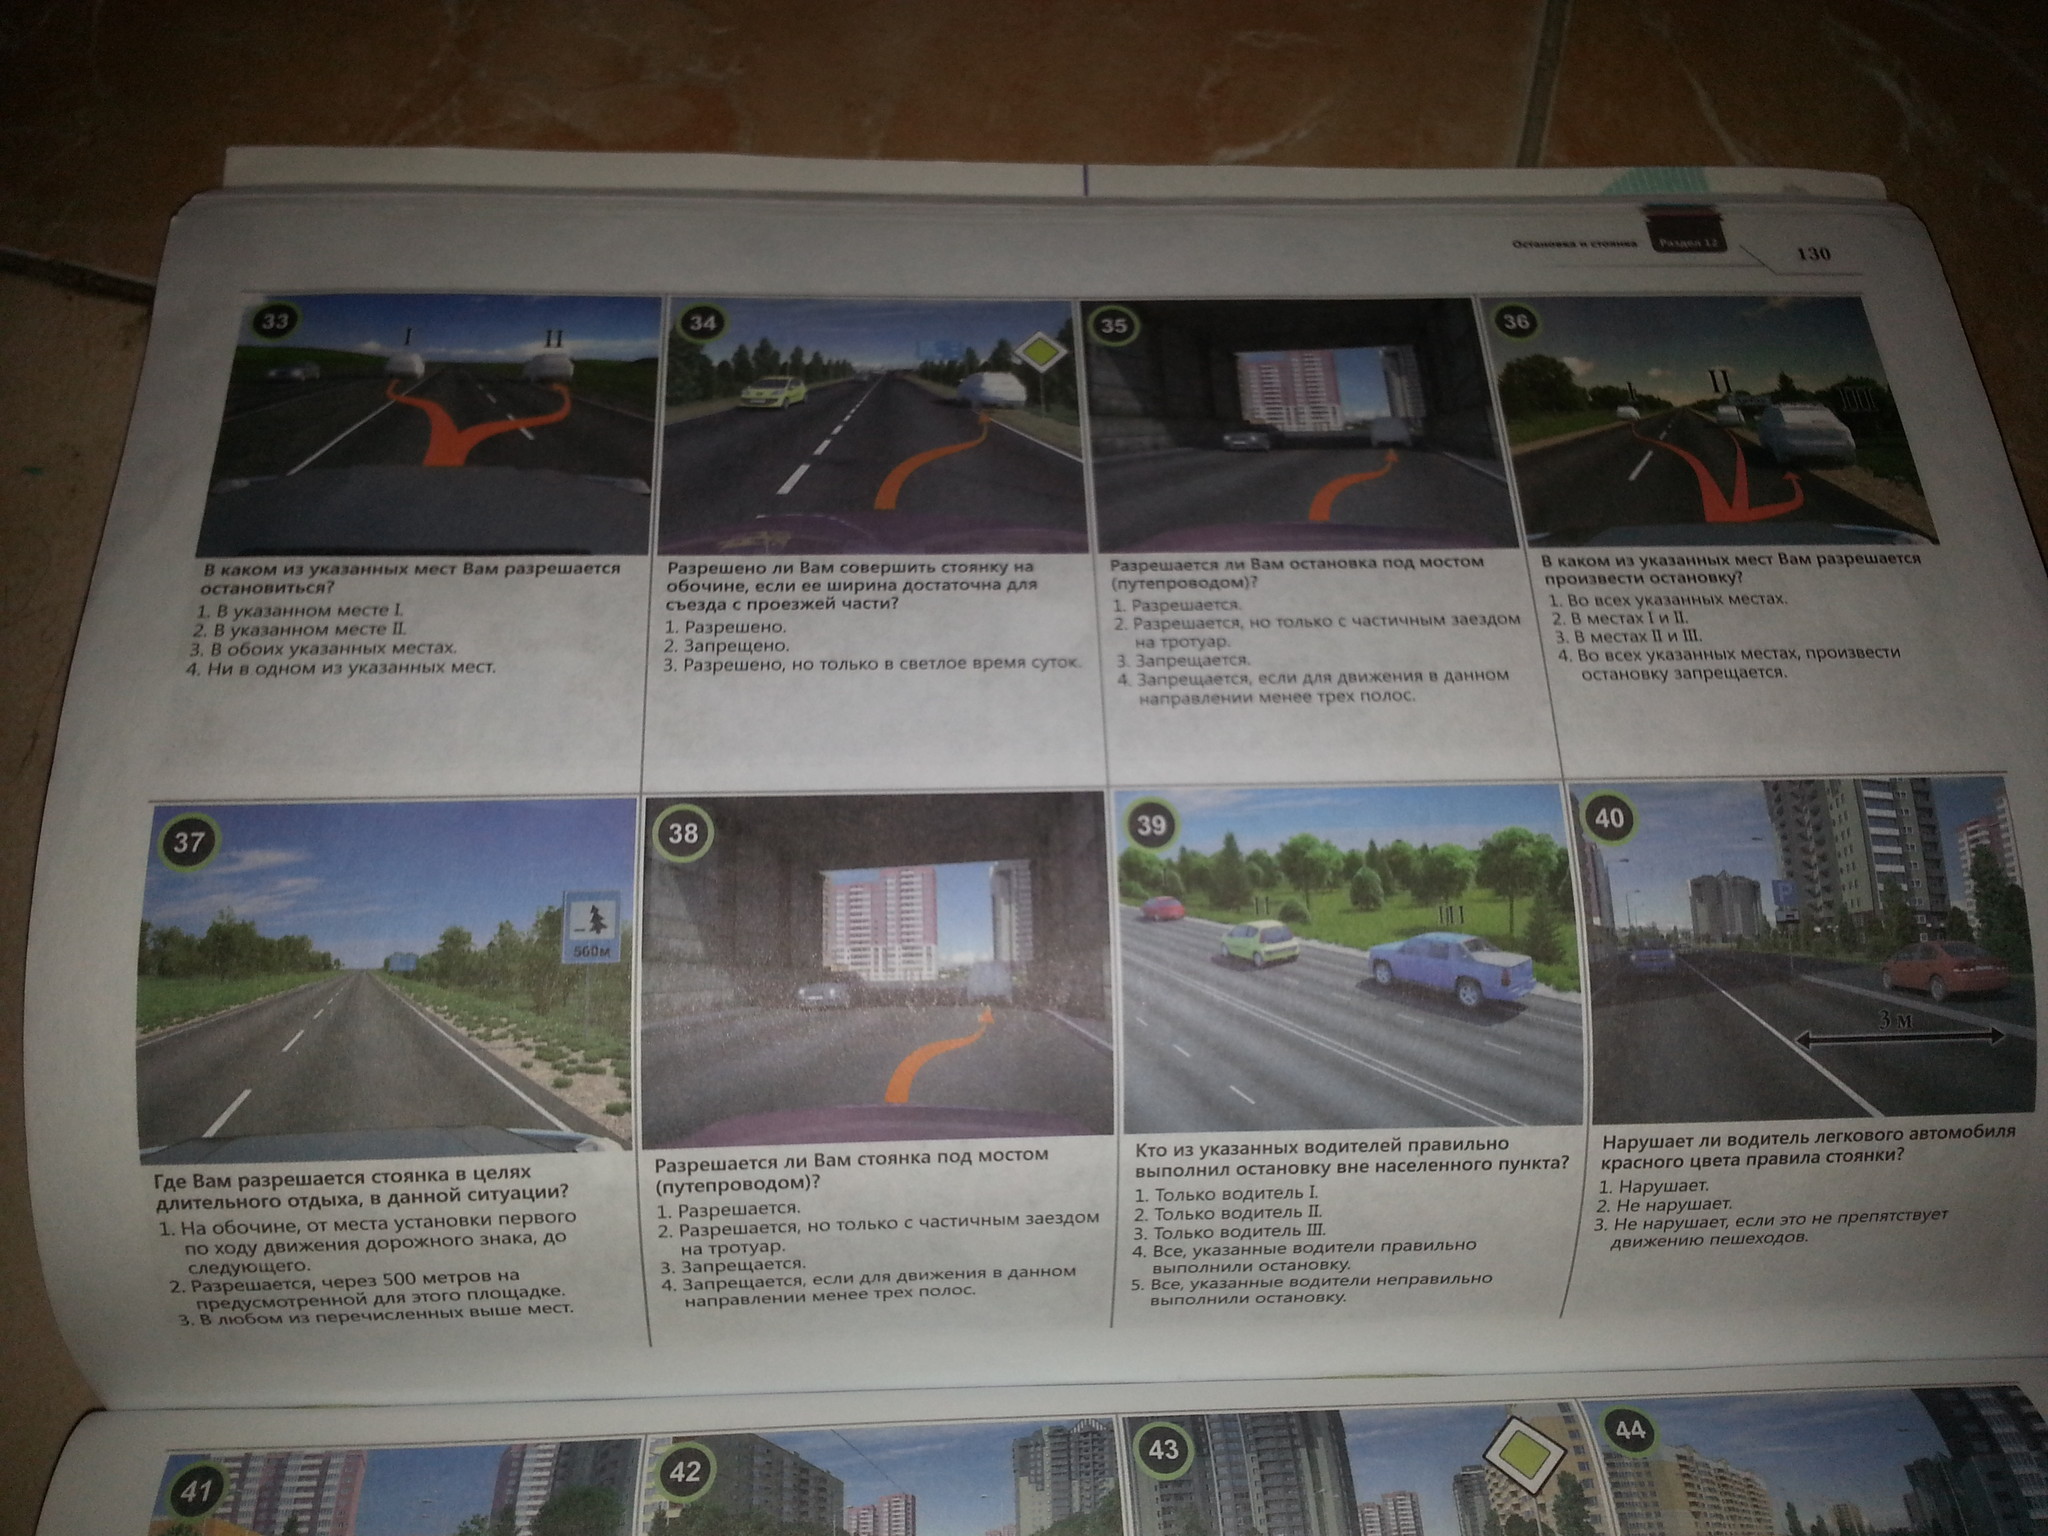 Остановка и стоянка
Раздел 12
130
33
I
II
В каком из указанных мест Вам разрешается
остановиться?
1. В указанном месте I.
2. В указанном месте II.
3. В обоих указанных местах.
4. Ни в одном из указанных мест.
34
Разрешено ли Вам совершить стоянку на
обочине, если ее ширина достаточна для
съезда с проезжей части?
1. Разрешено.
2. Запрещено.
3. Разрешено, но только в светлое время суток.
35
Разрешается ли Вам остановка под мостом
(путепроводом)?
1. Разрешается.
2. Разрешается, но только с частичным заездом
на тротуар.
3. Запрещается.
4. Запрещается, если для движения в данном
направлении менее трех полос.
36
I
II
III
В каком из указанных мест Вам разрешается
произвести остановку?
1. Во всех указанных местах.
2. В местах I и II.
3. В местах II и III.
4. Во всех указанных местах, произвести
остановку запрещается.
37
500м
Где Вам разрешается стоянка в целях
длительного отдыха, в данной ситуации?
1. На обочине, от места установки первого
по ходу движения дорожного знака, до
следующего.
2. Разрешается, через 500 метров на
предусмотренной для этого площадке.
3. В любом из перечисленных выше мест.
38
Разрешается ли Вам стоянка под мостом
(путепроводом)?
1. Разрешается.
2. Разрешается, но только с частичным заездом
на тротуар.
3. Запрещается.
4. Запрещается, если для движения в данном
направлении менее трех полос.
39
II
III
Кто из указанных водителей правильно
выполнил остановку вне населенного пункта?
1. Только водитель I.
2. Только водитель II.
3. Только водитель III.
4. Все, указанные водители правильно
выполнили остановку.
5. Все, указанные водители неправильно
выполнили остановку.
40
P
3 м
Нарушает ли водитель легкового автомобиля
красного цвета правила стоянки?
1. Нарушает.
2. Не нарушает.
3. Не нарушает, если это не препятствует
движению пешеходов.
41
42
43
44